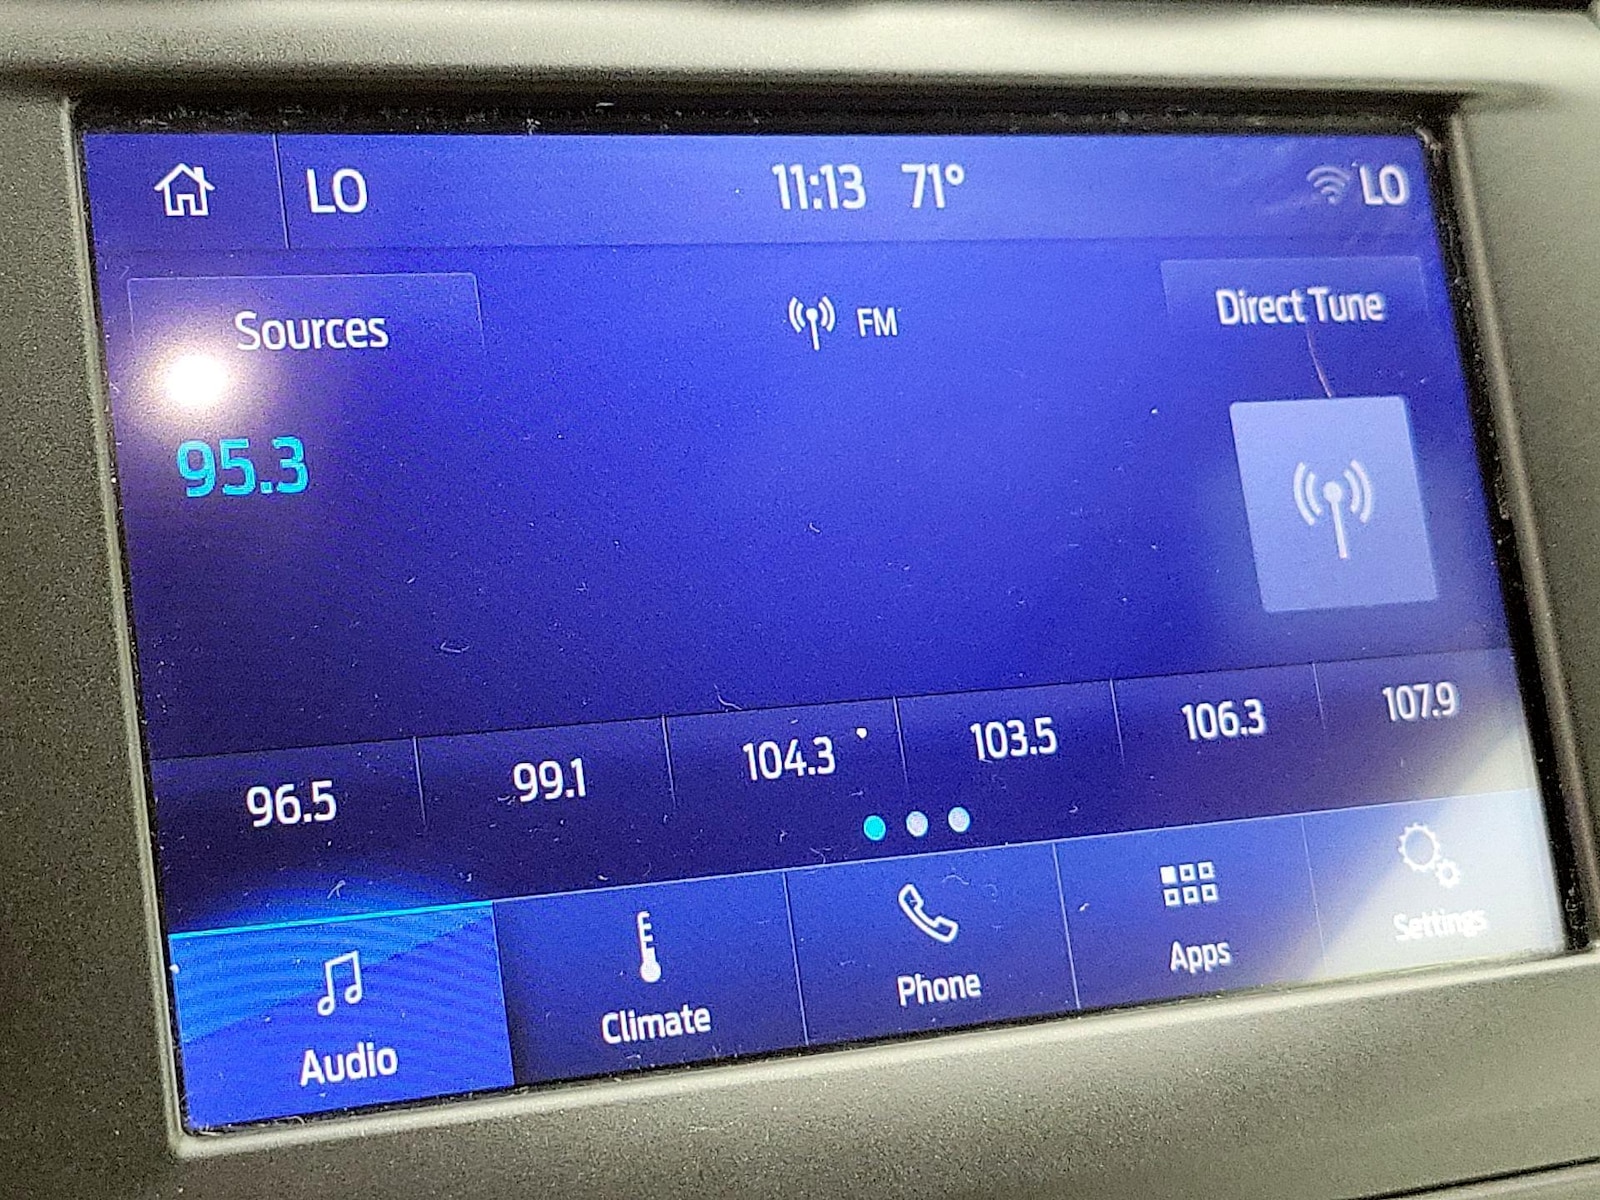 LO 11:13 71° LO
Sources FM Direct Tune
95.3
96.5 99.1 104.3 103.5 106.3 107.9
Audio Climate Phone Apps Settings